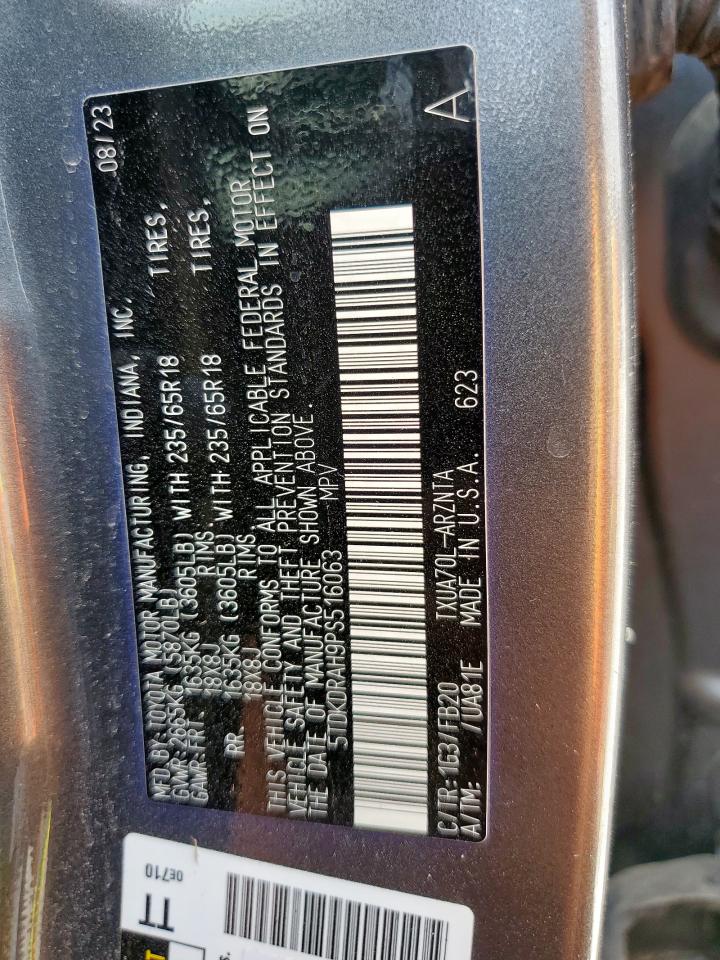 MFD BY: TOYOTA MOTOR MANUFACTURING, INDIANA, INC. 08/23
GVWR 2665KG (5870LB)
GAWR FRT 1635KG (3605LB) WITH 235/65R18 TIRES,
18X8J RIMS
RR 1635KG (3605LB) WITH 235/65R18 TIRES,
18X8J RIMS
THIS VEHICLE CONFORMS TO ALL APPLICABLE FEDERAL MOTOR
VEHICLE SAFETY AND THEFT PREVENTION STANDARDS IN EFFECT ON
THE DATE OF MANUFACTURE SHOWN ABOVE.
5TDKDRAH9PS516063 MPV
A
C/TR: 1G3/FB20 TXUA70L-ARZNTA
A/TM: /UA81E MADE IN U.S.A. 623
TT 0E710